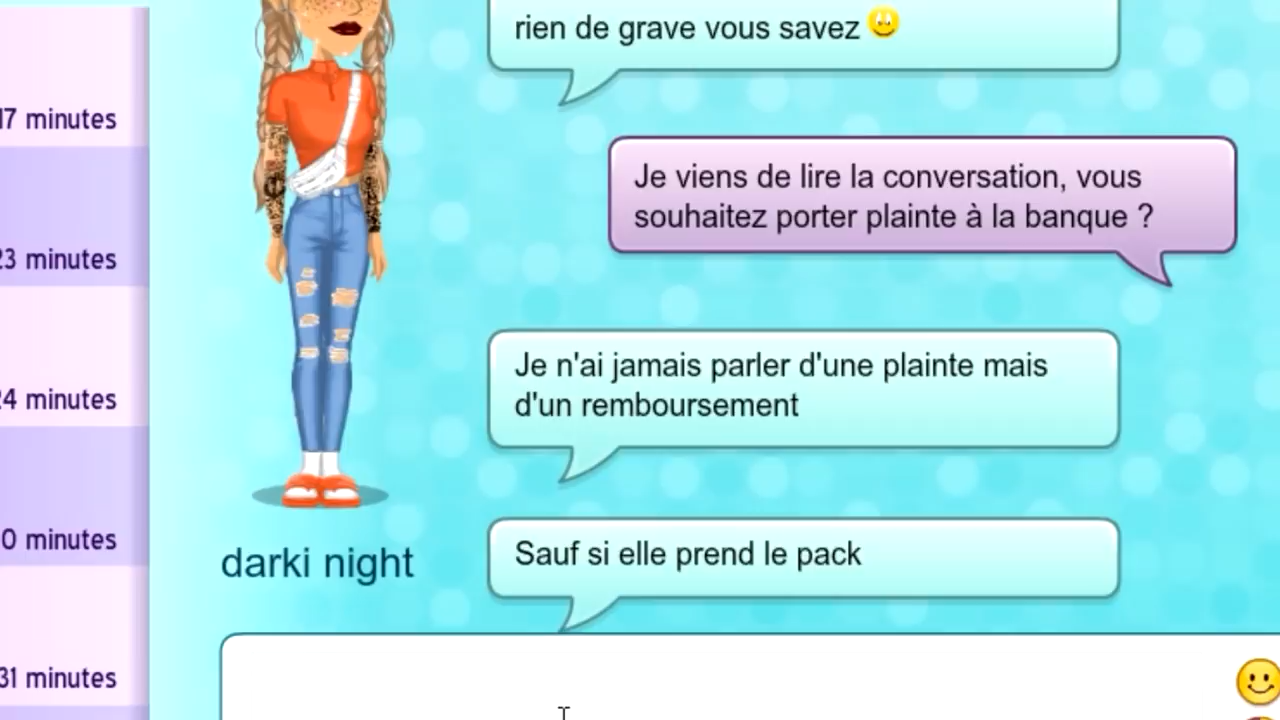 rien de grave vous savez
17 minutes
Je viens de lire la conversation, vous
souhaitez porter plainte à la banque ?
23 minutes
Je n'ai jamais parler d'une plainte mais
d'un remboursement
24 minutes
Sauf si elle prend le pack
0 minutes
darki night
31 minutes